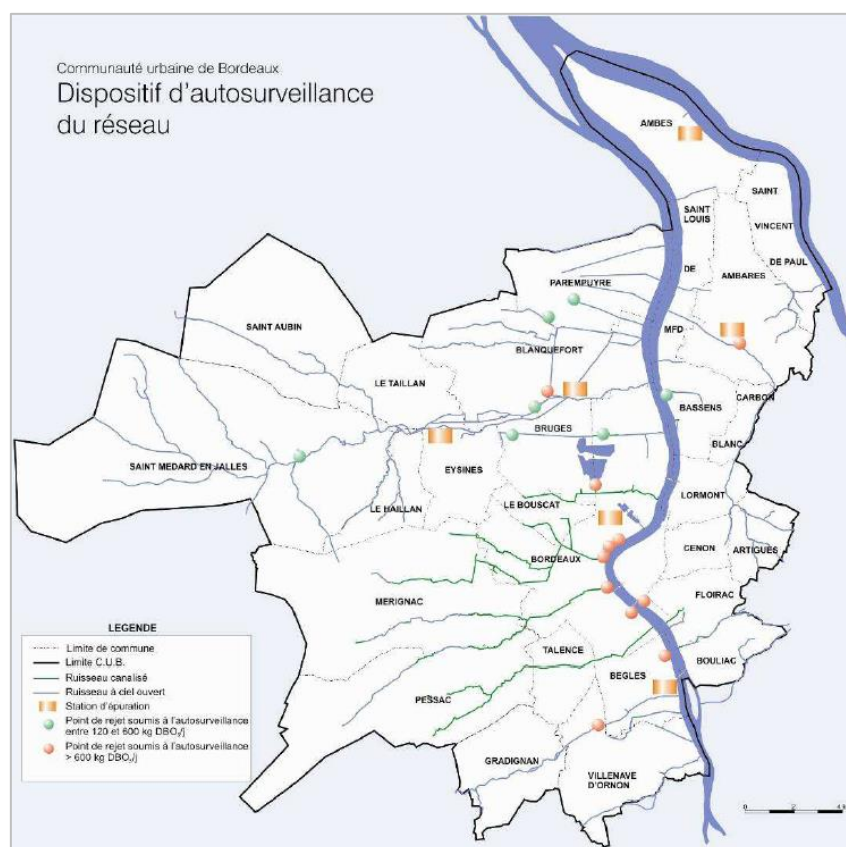 Communauté urbaine de Bordeaux
Dispositif d'autosurveillance
du réseau
AMBES
SAINT
VINCENT
DE PAUL
SAINT
LOUIS
DE
MFD
AMBARES
PAREMPUYRE
SAINT AUBIN
BLANQUEFORT
LE TAILLAN
CARBON
BLANC
BASSENS
BRUGES
SAINT MEDARD EN JALLES
EYSINES
LE BOUSCAT
LORMONT
LE HAILLAN
CENON
ARTIGUES
BORDEAUX
MERIGNAC
FLOIRAC
TALENCE
BEGLES
BOULIAC
PESSAC
GRADIGNAN
VILLENAVE
D'ORNON
LEGENDE
Limite de commune
Limite C.U.B.
Ruisseau canalisé
Ruisseau à ciel ouvert
Station d'épuration
Point de rejet soumis à l'autosurveillance
entre 120 et 600 kg DBO₅/j
Point de rejet soumis à l'autosurveillance
> 600 kg DBO₅/j